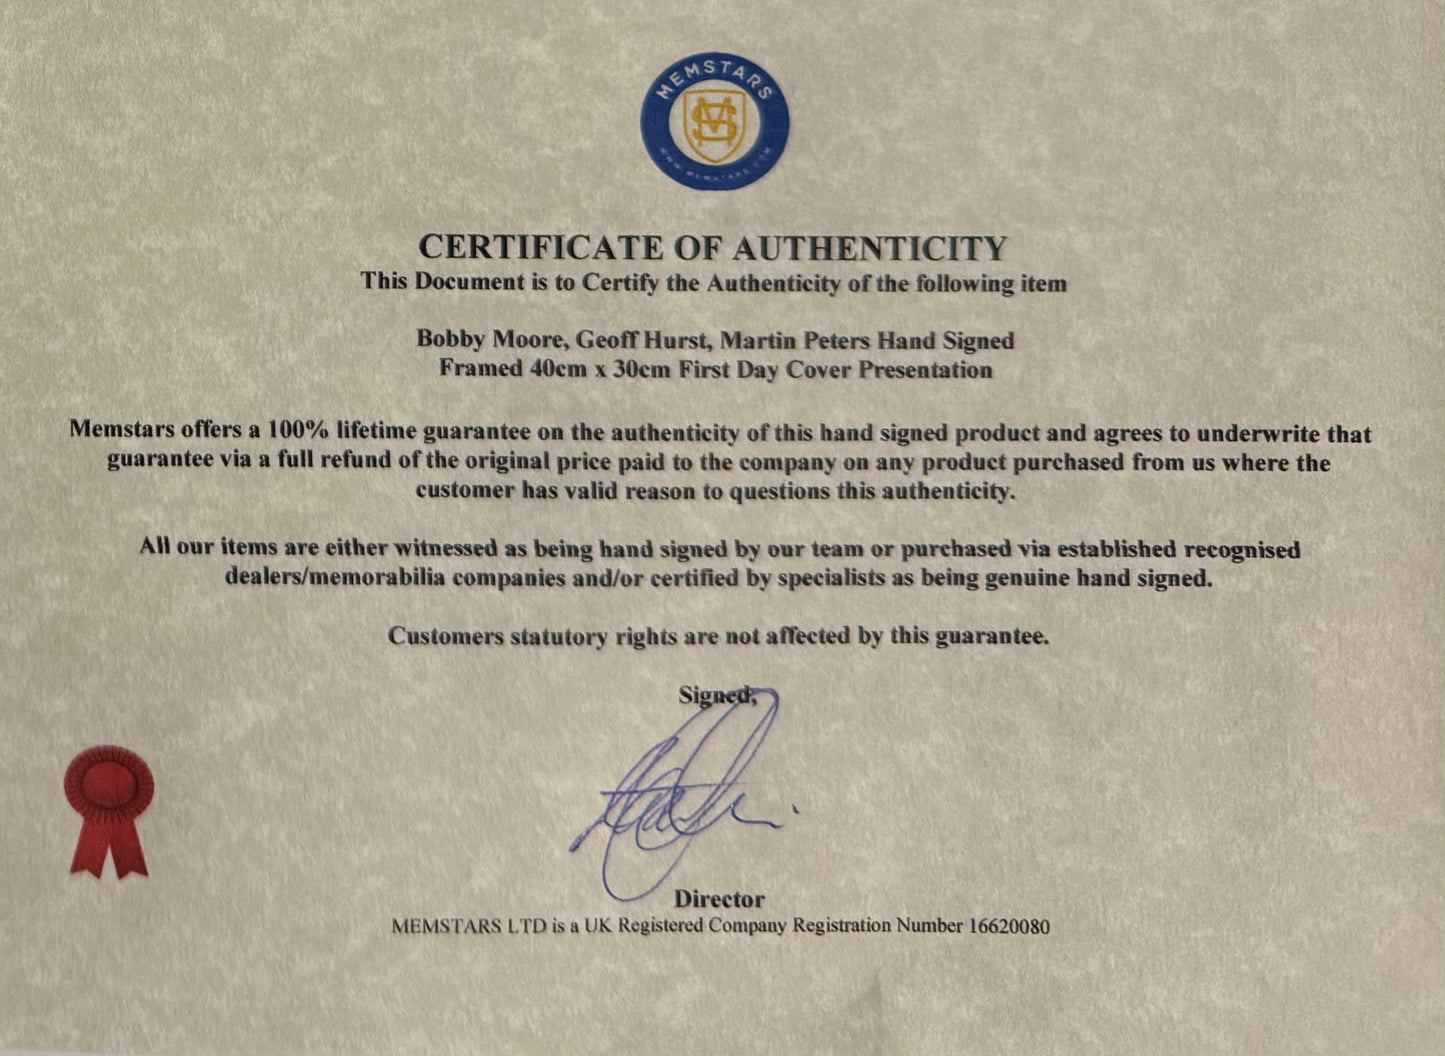 MEMSTARS
MS
WWW.MEMSTARS.COM
CERTIFICATE OF AUTHENTICITY
This Document is to Certify the Authenticity of the following item
Bobby Moore, Geoff Hurst, Martin Peters Hand Signed
Framed 40cm x 30cm First Day Cover Presentation
Memstars offers a 100% lifetime guarantee on the authenticity of this hand signed product and agrees to underwrite that
guarantee via a full refund of the original price paid to the company on any product purchased from us where the
customer has valid reason to questions this authenticity.
All our items are either witnessed as being hand signed by our team or purchased via established recognised
dealers/memorabilia companies and/or certified by specialists as being genuine hand signed.
Customers statutory rights are not affected by this guarantee.
Signed,
Director
MEMSTARS LTD is a UK Registered Company Registration Number 16620080